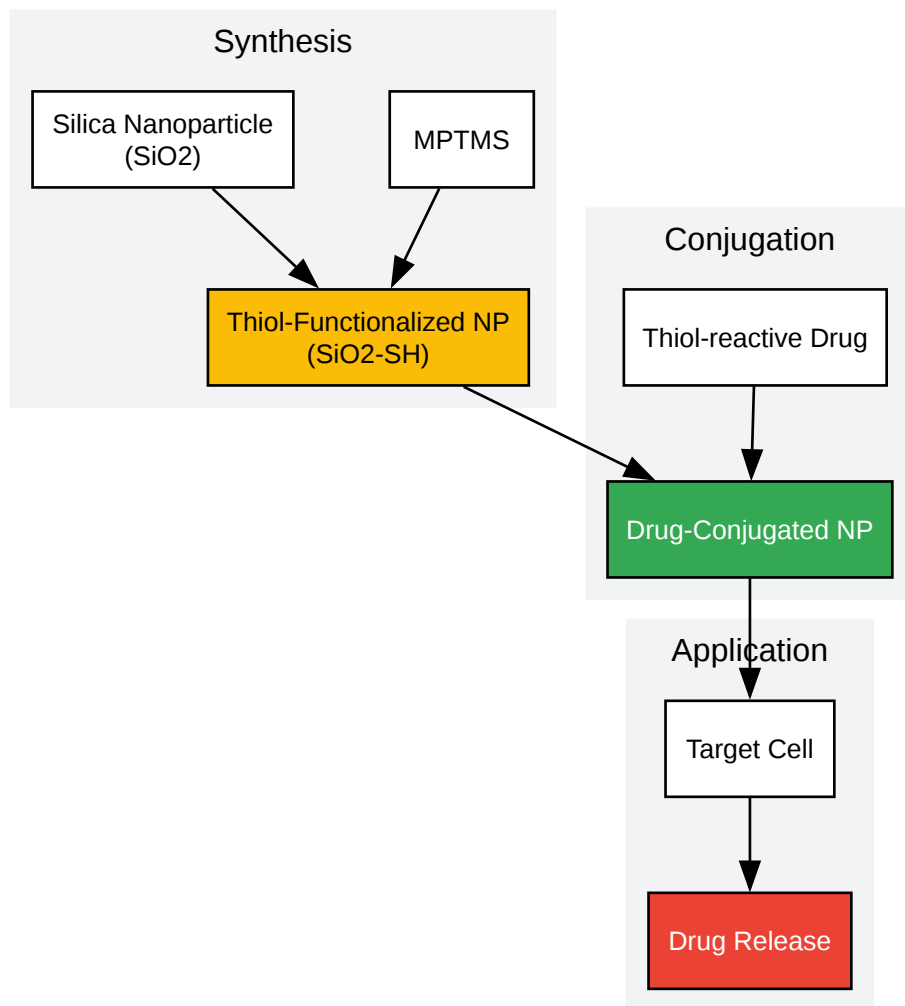 Synthesis
Silica Nanoparticle
(SiO2)
MPTMS
Thiol-Functionalized NP
(SiO2-SH)
Conjugation
Thiol-reactive Drug
Drug-Conjugated NP
Application
Target Cell
Drug Release